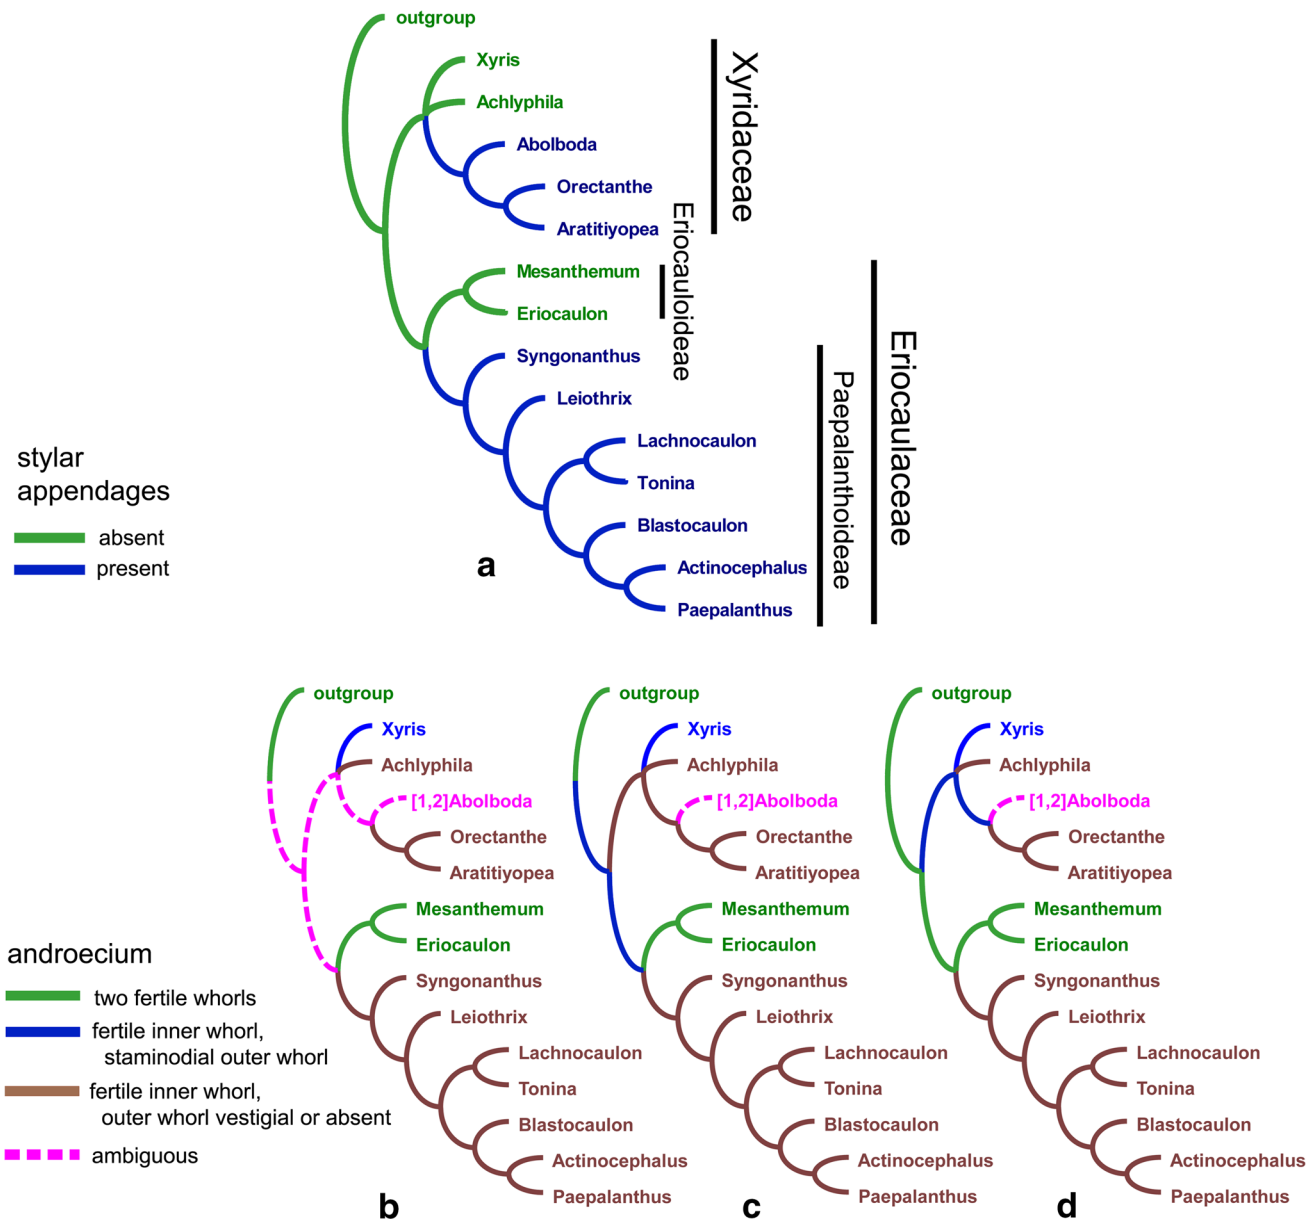 outgroup
Xyris
Achlyphila
Abolboda
Orectanthe
Aratitiyopea
Mesanthemum
Eriocaulon
Syngonanthus
Leiothrix
Lachnocaulon
Tonina
Blastocaulon
Actinocephalus
Paepalanthus
Xyridaceae
Eriocauloideae
Paepalanthoideae
Eriocaulaceae
stylar
appendages
absent
present
a
androecium
two fertile whorls
fertile inner whorl,
staminodial outer whorl
fertile inner whorl,
outer whorl vestigial or absent
ambiguous
outgroup
Xyris
Achlyphila
[1,2]Abolboda
Orectanthe
Aratitiyopea
Mesanthemum
Eriocaulon
Syngonanthus
Leiothrix
Lachnocaulon
Tonina
Blastocaulon
Actinocephalus
Paepalanthus
b
outgroup
Xyris
Achlyphila
[1,2]Abolboda
Orectanthe
Aratitiyopea
Mesanthemum
Eriocaulon
Syngonanthus
Leiothrix
Lachnocaulon
Tonina
Blastocaulon
Actinocephalus
Paepalanthus
c
outgroup
Xyris
Achlyphila
[1,2]Abolboda
Orectanthe
Aratitiyopea
Mesanthemum
Eriocaulon
Syngonanthus
Leiothrix
Lachnocaulon
Tonina
Blastocaulon
Actinocephalus
Paepalanthus
d